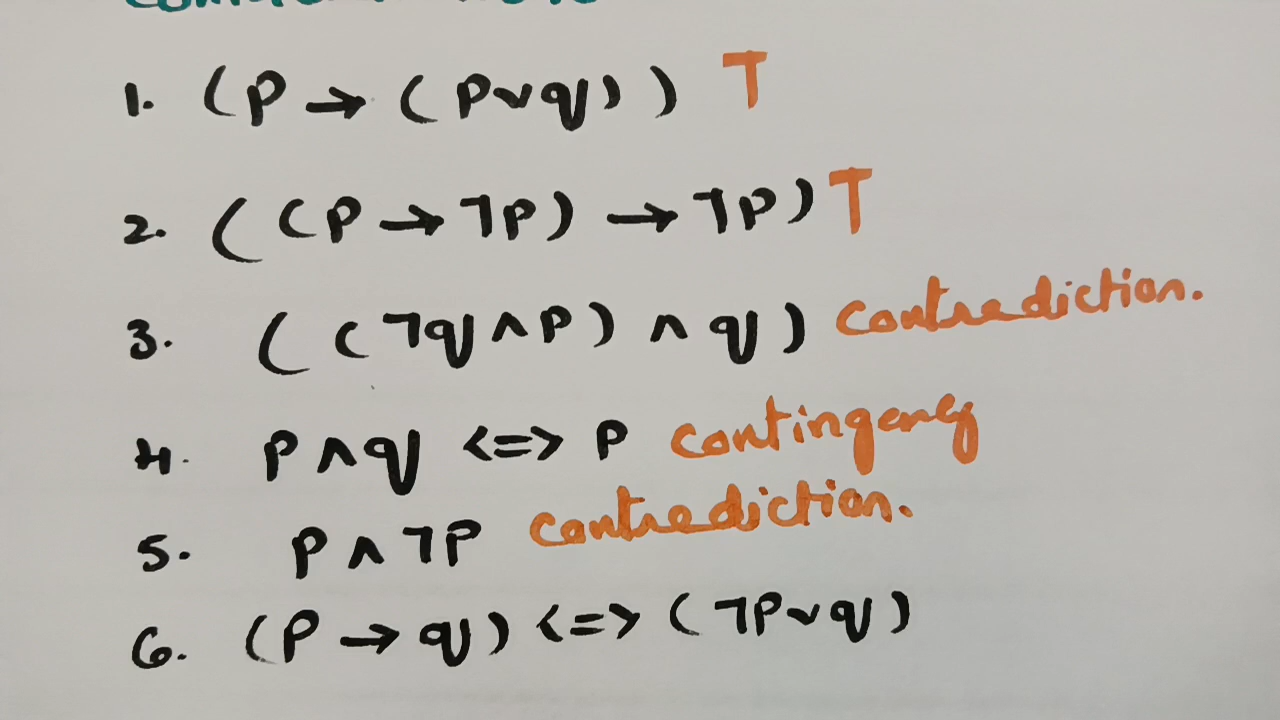 1. (P → (P∨q)) T
2. ((P → ¬P) → ¬P) T
3. ((¬q ∧ P) ∧ q) contradiction.
4. P ∧ q <=> P contingency
5. P ∧ ¬P contradiction.
6. (P → q) <=> (¬P ∨ q)